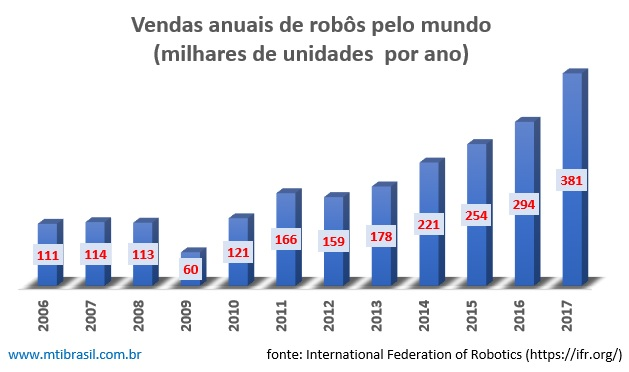 Vendas anuais de robôs pelo mundo
(milhares de unidades por ano)
111 114 113 60 121 166 159 178 221 254 294 381
2006 2007 2008 2009 2010 2011 2012 2013 2014 2015 2016 2017
www.mtibrasil.com.br fonte: International Federation of Robotics (https://ifr.org/)